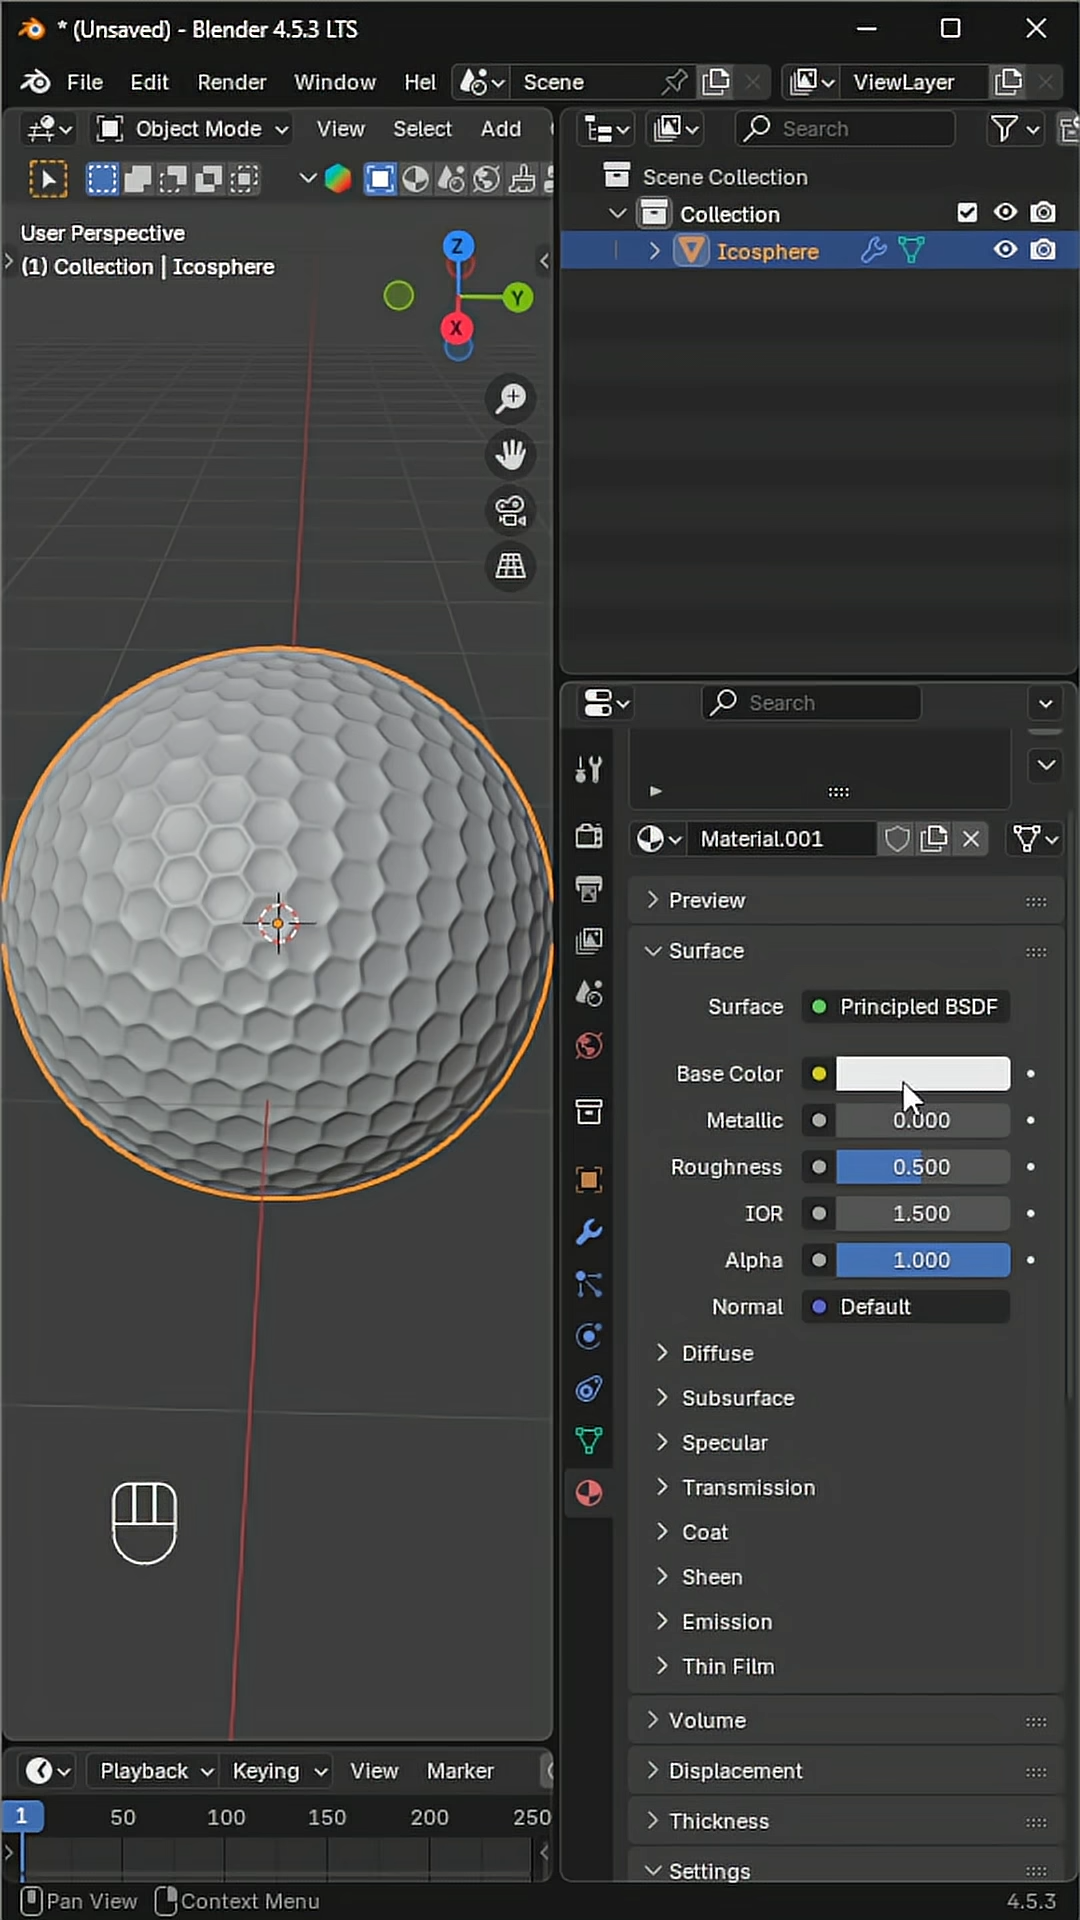 * (Unsaved) - Blender 4.5.3 LTS
File Edit Render Window Hel Scene ViewLayer
Object Mode View Select Add
Search
User Perspective
(1) Collection | Icosphere
Z
Y
X
Scene Collection
Collection
Icosphere
Search
Material.001
Preview
Surface
Surface Principled BSDF
Base Color
Metallic 0.000
Roughness 0.500
IOR 1.500
Alpha 1.000
Normal Default
Diffuse
Subsurface
Specular
Transmission
Coat
Sheen
Emission
Thin Film
Volume
Displacement
Thickness
Settings
Playback Keying View Marker
1 50 100 150 200 250
Pan View Context Menu 4.5.3